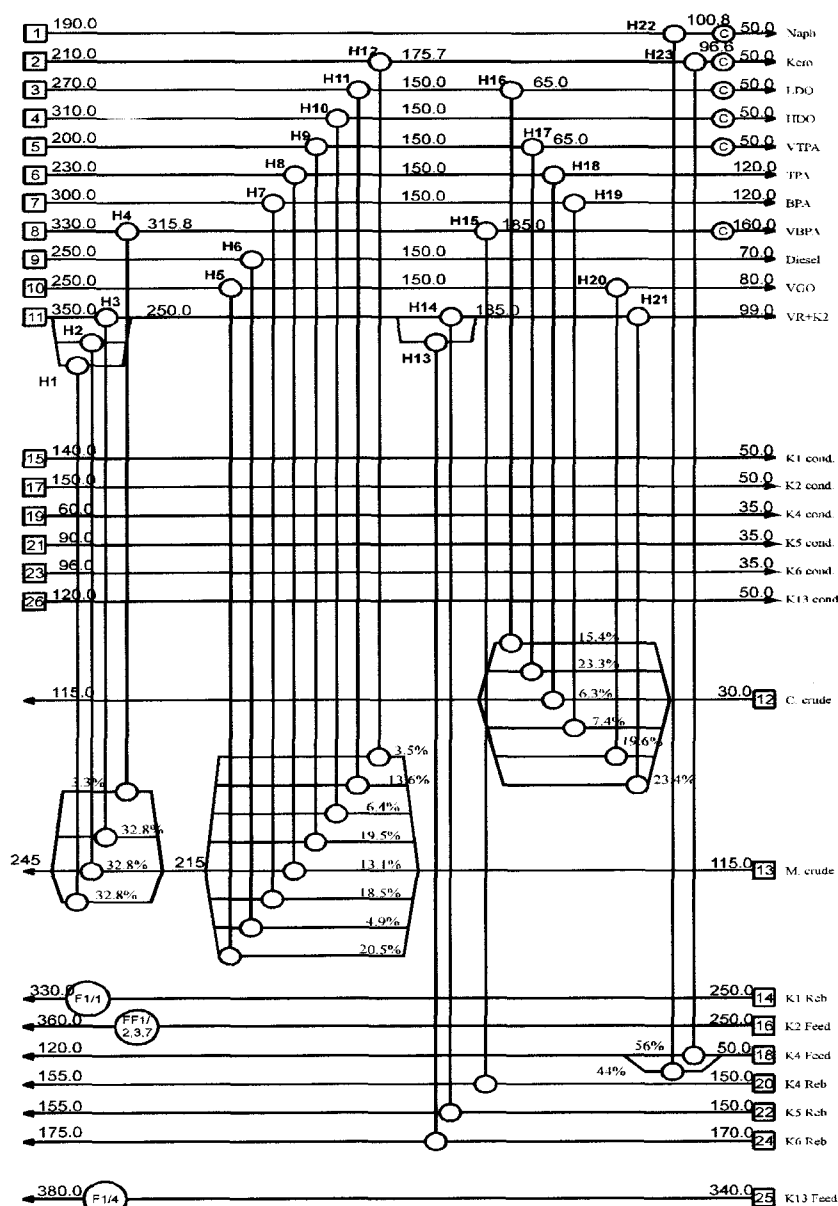 H22 100.8
1 190.0 C 50.0 Naph
H12 H23 96.6
2 210.0 175.7 C 50.0 Kero
H11 H16
3 270.0 150.0 65.0 C 50.0 LDO
H10
4 310.0 150.0 C 50.0 HDO
H9 H17
5 200.0 150.0 65.0 C 50.0 VTPA
H8 H18
6 230.0 150.0 120.0 TPA
H7 H19
7 300.0 150.0 120.0 BPA
H4 H15
8 330.0 315.8 185.0 C 160.0 VBPA
H6
9 250.0 150.0 70.0 Diesel
H5 H20
10 250.0 150.0 80.0 VGO
H3 H14 H21
11 350.0 250.0 185.0 99.0 VR+K2
H2 H13
H1
15 140.0 50.0 K1 cond.
17 150.0 50.0 K2 cond.
19 60.0 35.0 K4 cond.
21 90.0 35.0 K5 cond.
23 96.0 35.0 K6 cond.
26 120.0 50.0 K13 cond
15.4%
23.3%
115.0 6.3% 30.0 12 C. crude
7.4%
3.5% 19.6%
3.3% 13.6% 23.4%
6.4%
32.8% 19.5%
245 32.8% 215 13.1% 115.0 13 M. crude
32.8% 18.5%
4.9%
20.5%
330.0 F1/1 250.0 14 K1 Reb
360.0 FF1/ 2,3,7 250.0 16 K2 Feed
120.0 56% 50.0 18 K4 Feed
44%
155.0 150.0 20 K4 Reb
155.0 150.0 22 K5 Reb
175.0 170.0 24 K6 Reb
380.0 F1/4 340.0 25 K13 Feed